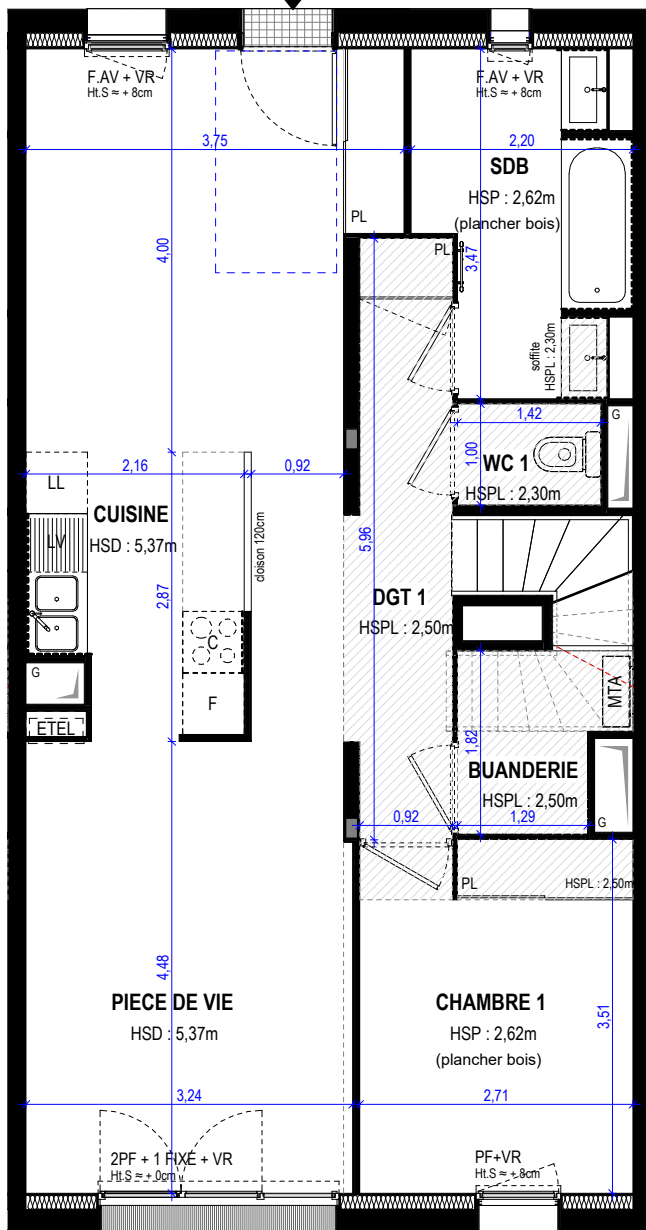 F.AV + VR
Ht.S ≈ + 8cm
F.AV + VR
Ht.S ≈ + 8cm
3,75
2,20
SDB
HSP : 2,62m
(plancher bois)
PL
PL
4,00
3,47
soffite
HSPL : 2,30m
1,42
G
2,16
0,92
WC 1
HSPL : 2,30m
1,00
LL
CUISINE
HSD : 5,37m
LV
cloison 120cm
5,96
2,87
DGT 1
HSPL : 2,50m
C
G
F
MTA
ETEL
1,82
BUANDERIE
HSPL : 2,50m
0,92
1,29
G
PL
HSPL : 2,50m
4,48
PIECE DE VIE
HSD : 5,37m
CHAMBRE 1
HSP : 2,62m
(plancher bois)
3,51
3,24
2,71
2PF + 1 FIXE + VR
Ht.S ≈ + 0cm
PF+VR
Ht.S ≈ + 8cm